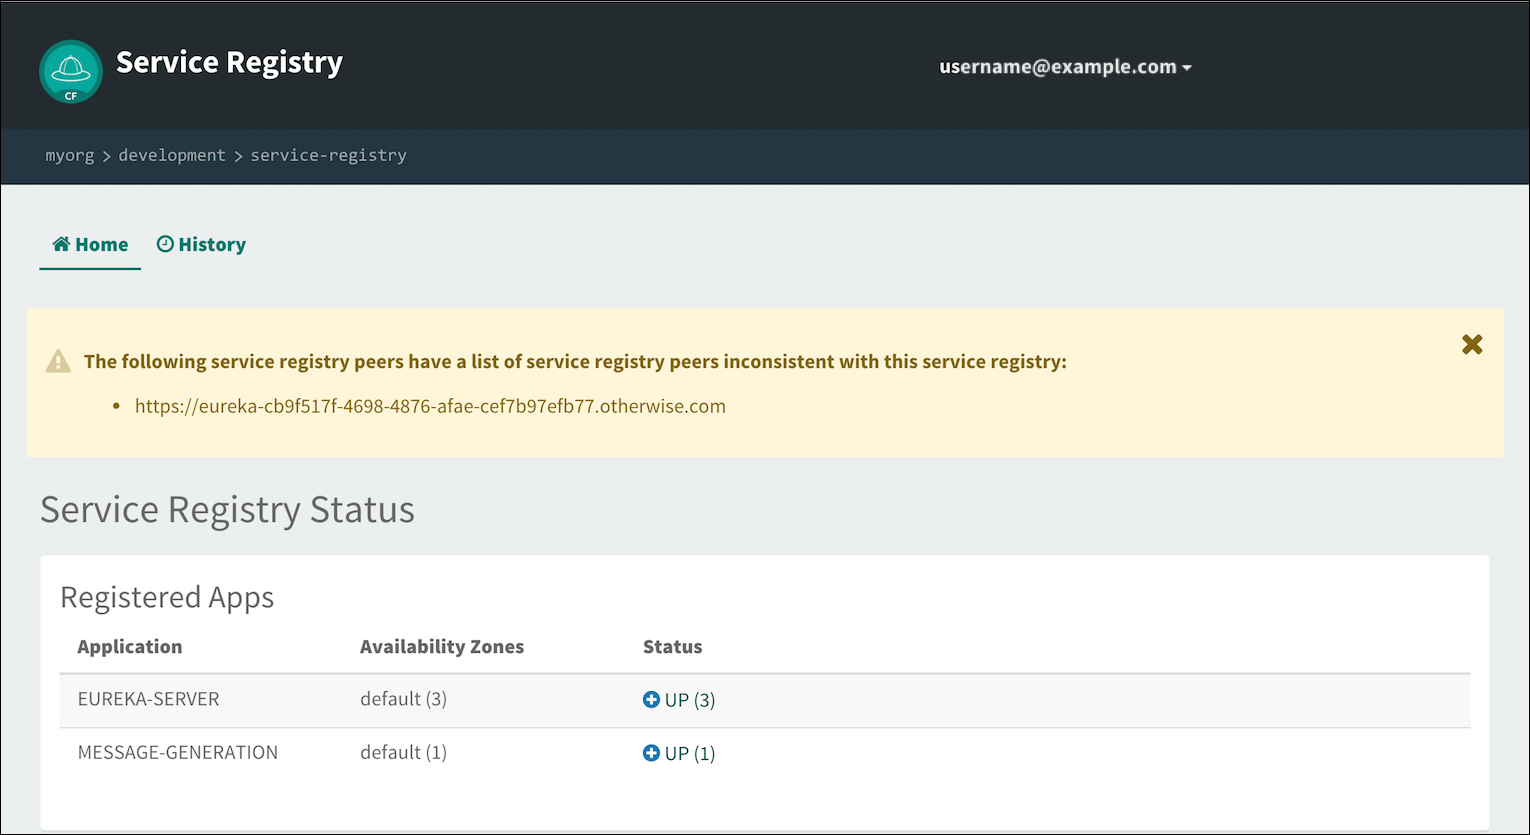 CF
Service Registry
username@example.com
myorg > development > service-registry
Home History
The following service registry peers have a list of service registry peers inconsistent with this service registry:
• https://eureka-cb9f517f-4698-4876-afae-cef7b97efb77.otherwise.com
Service Registry Status
Registered Apps
Application Availability Zones Status
EUREKA-SERVER default (3) UP (3)
MESSAGE-GENERATION default (1) UP (1)